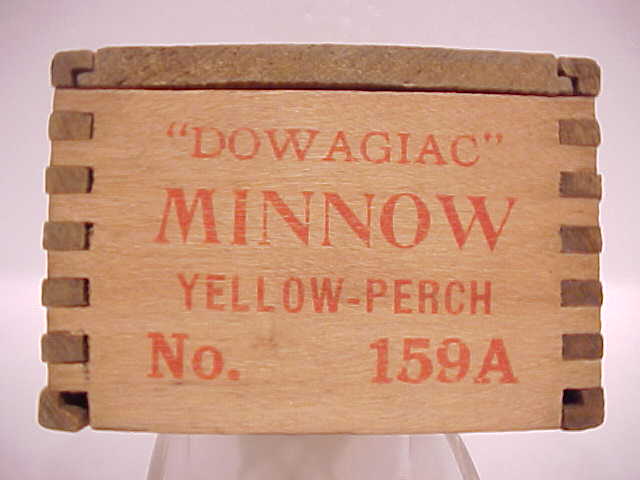 "DOWAGIAC"
MINNOW
YELLOW-PERCH
No. 159A